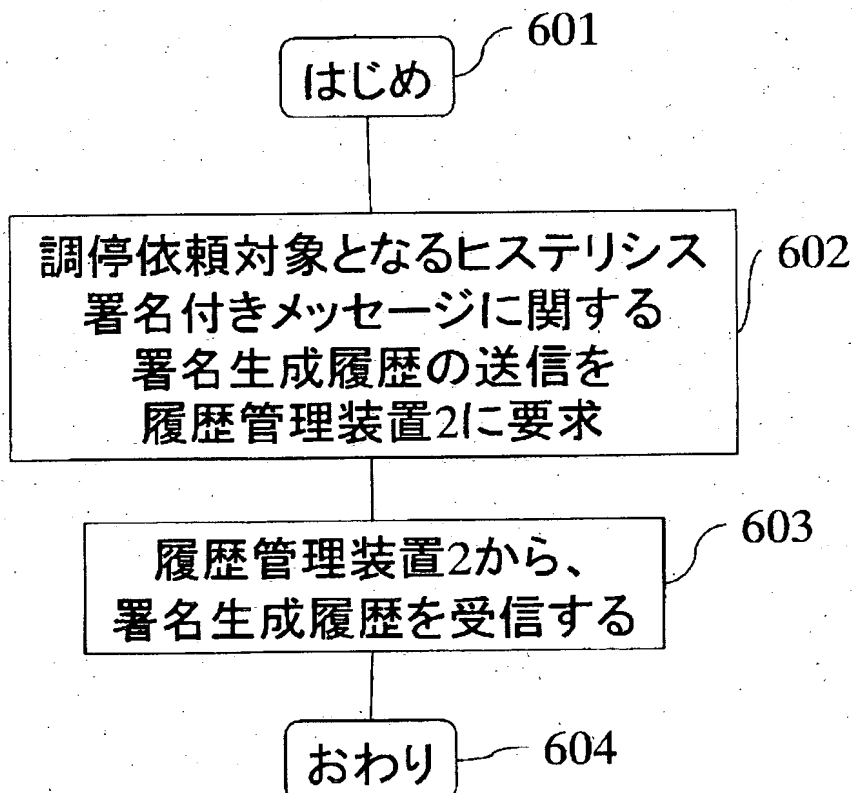 601
はじめ
調停依頼対象となるヒステリシス
署名付きメッセージに関する
署名生成履歴の送信を
履歴管理装置2に要求
602
履歴管理装置2から、
署名生成履歴を受信する
603
おわり
604